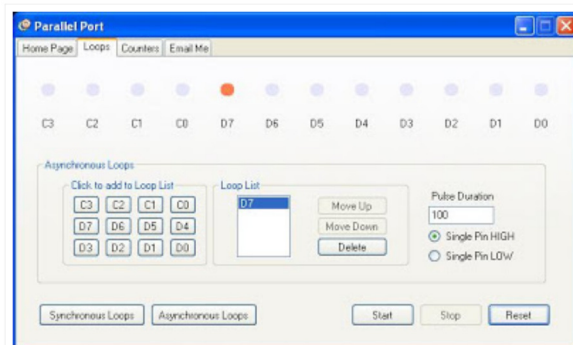 Parallel Port
Home Page Loops Counters Email Me
C3 C2 C1 C0 D7 D6 D5 D4 D3 D2 D1 D0
Asynchronous Loops
Click to add to Loop List
C3 C2 C1 C0
D7 D6 D5 D4
D3 D2 D1 D0
Loop List
D7
Move Up
Move Down
Delete
Pulse Duration
100
Single Pin HIGH
Single Pin LOW
Synchronous Loops Asynchronous Loops Start Stop Reset